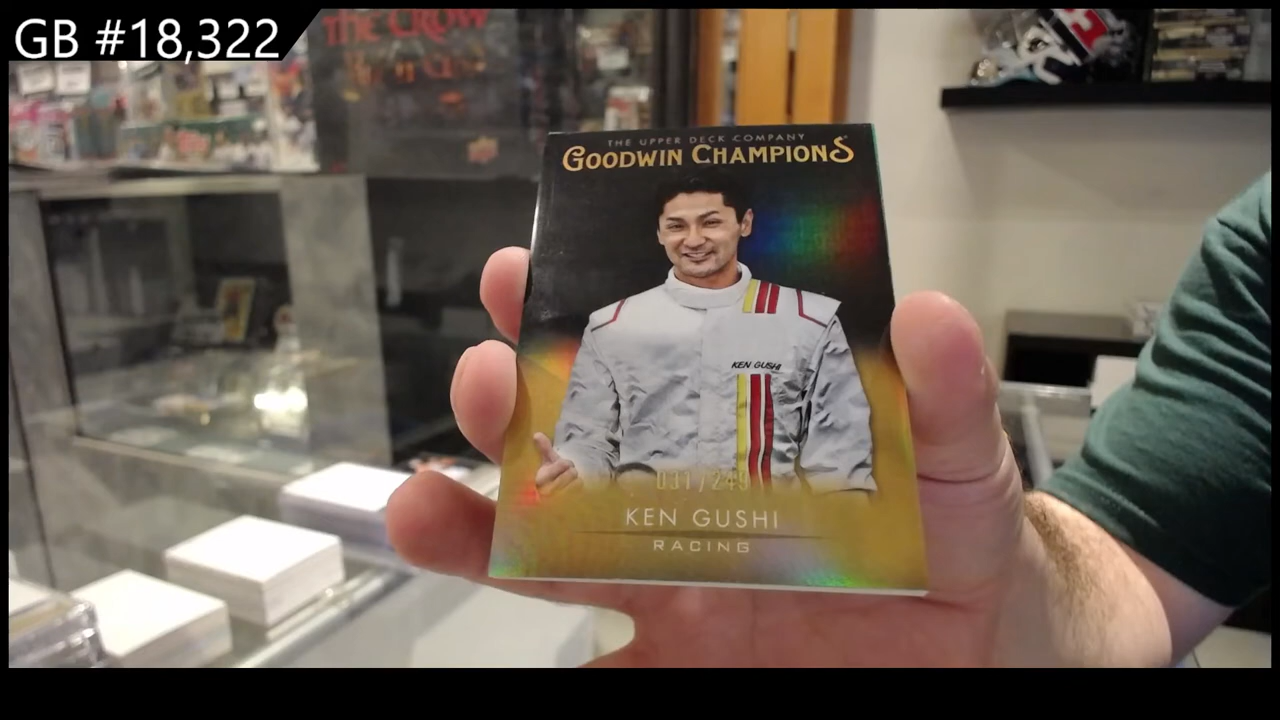 GB #18,322
THE CROW
THE UPPER DECK COMPANY
GOODWIN CHAMPIONS
KEN GUSHI
031/249
KEN GUSHI
RACING